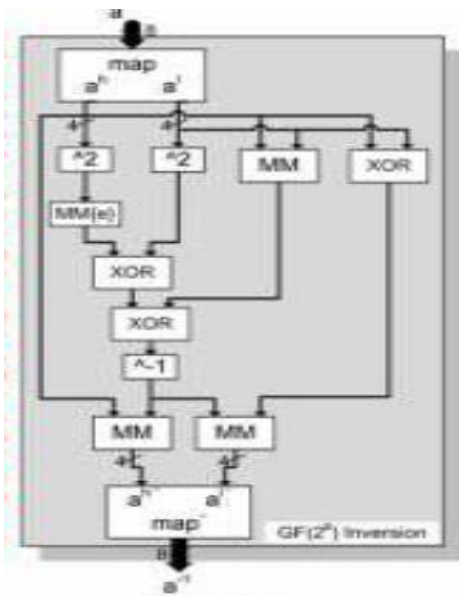 a
8
map
a^h a^l
4 4
^2 ^2 MM XOR
MM{e}
XOR
XOR
^-1
MM MM
4 4
a^h' a^l'
map^-
GF(2^8) Inversion
8
a^-1